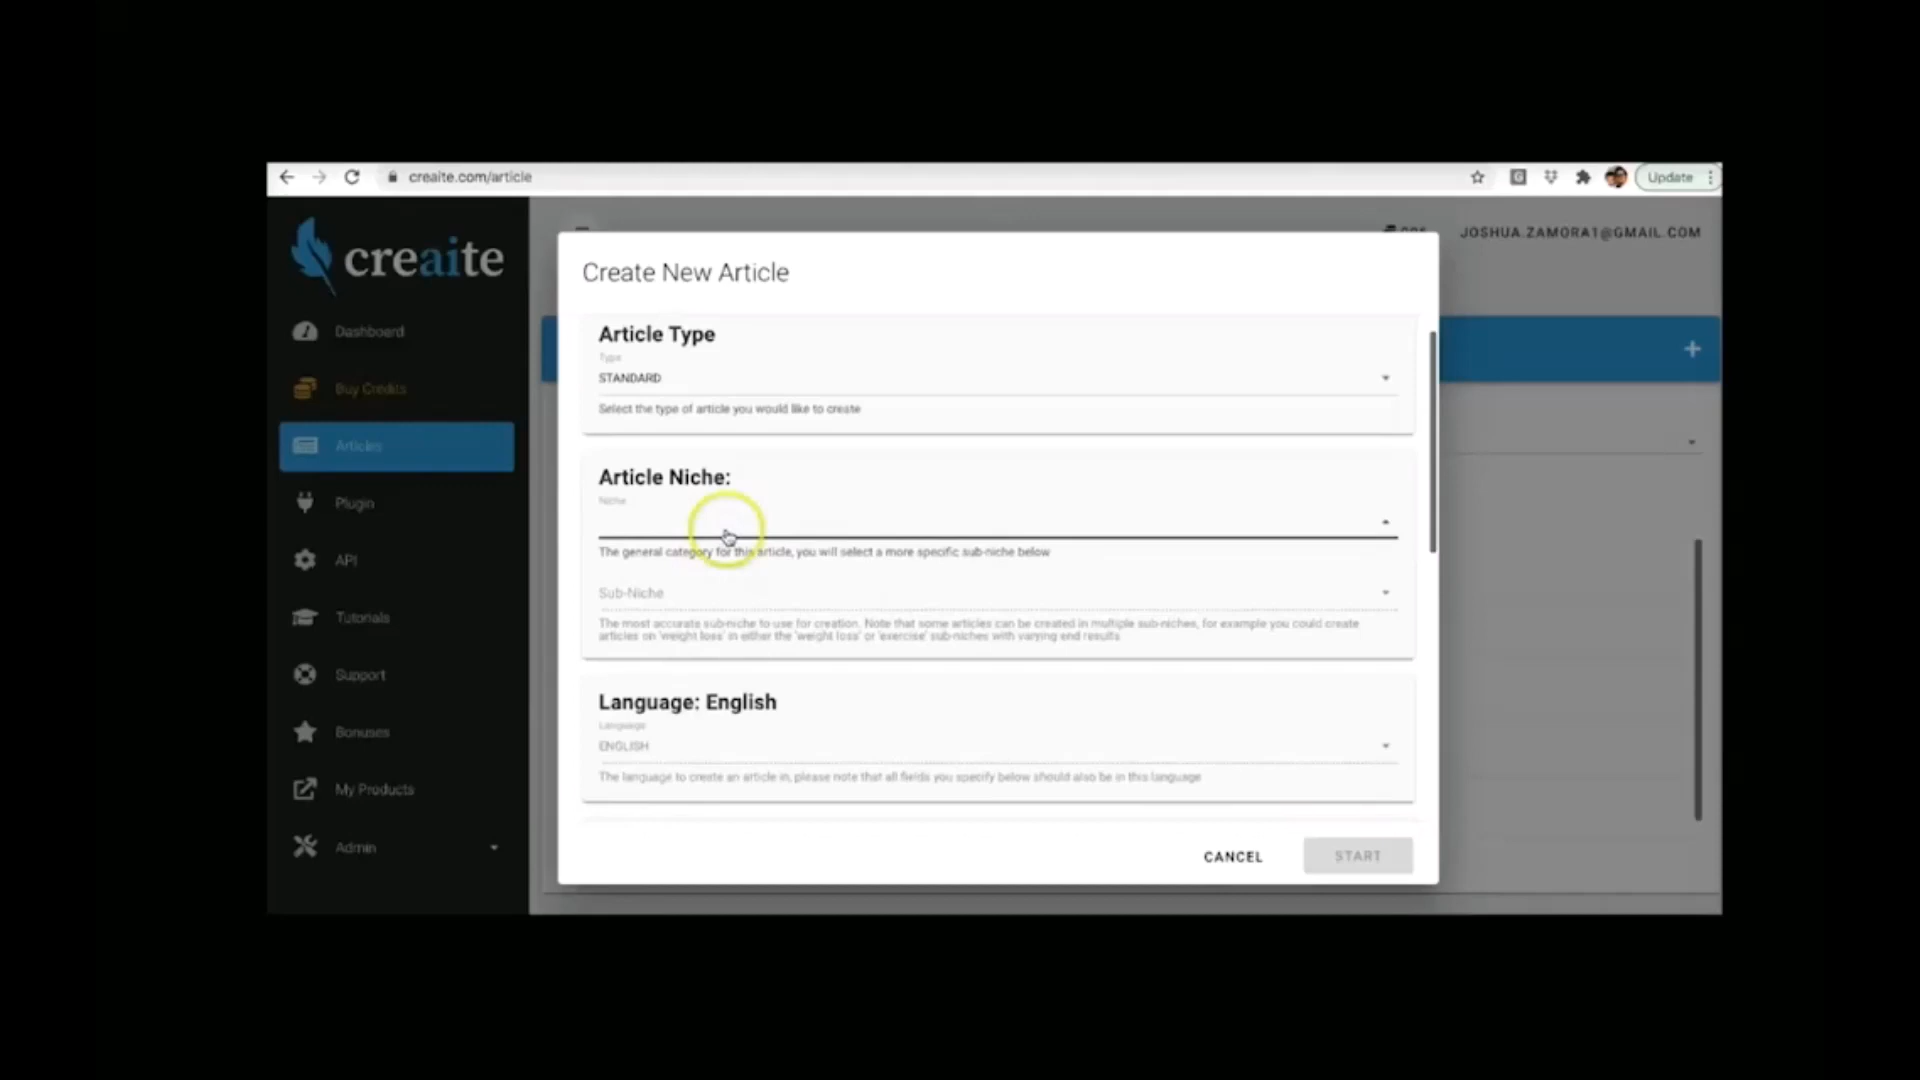 creaite.com/article
Update
creaite
JOSHUA.ZAMORA1@GMAIL.COM
Dashboard
Buy Credits
Articles
Plugin
API
Tutorials
Support
Bonuses
My Products
Admin
Create New Article
Article Type
Type
STANDARD
Select the type of article you would like to create
Article Niche:
Niche
The general category for this article, you will select a more specific sub-niche below
Sub-Niche
The most accurate sub-niche to use for creation. Note that some articles can be created in multiple sub-niches, for example you could create
articles on 'weight loss' in either the 'weight loss' or 'exercise' sub-niches with varying end results
Language: English
Language
ENGLISH
The language to create an article in, please note that all fields you specify below should also be in this language
CANCEL
START